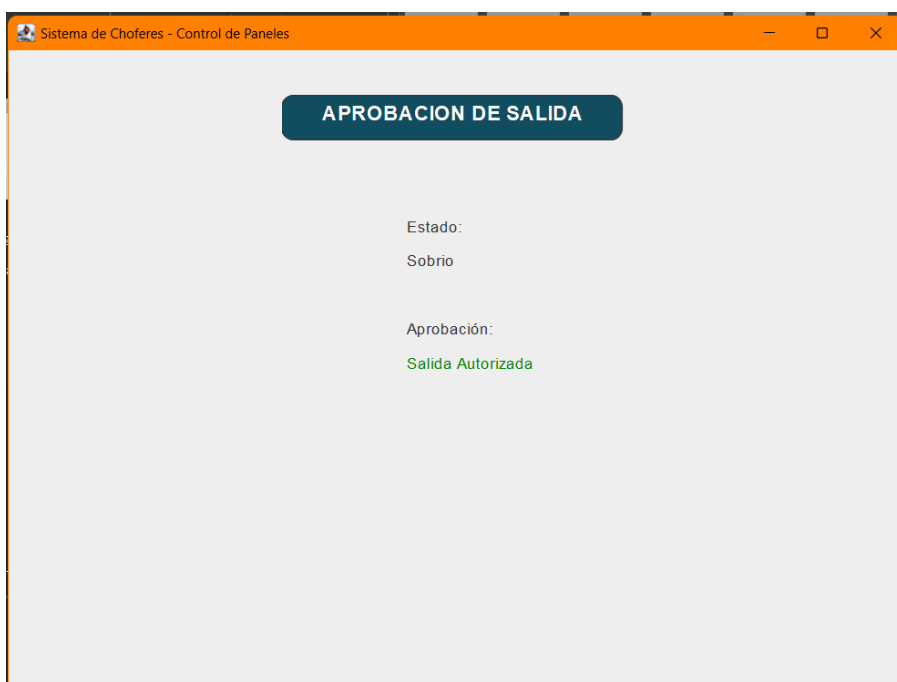 Sistema de Choferes - Control de Paneles
APROBACION DE SALIDA
Estado:
Sobrio
Aprobación:
Salida Autorizada